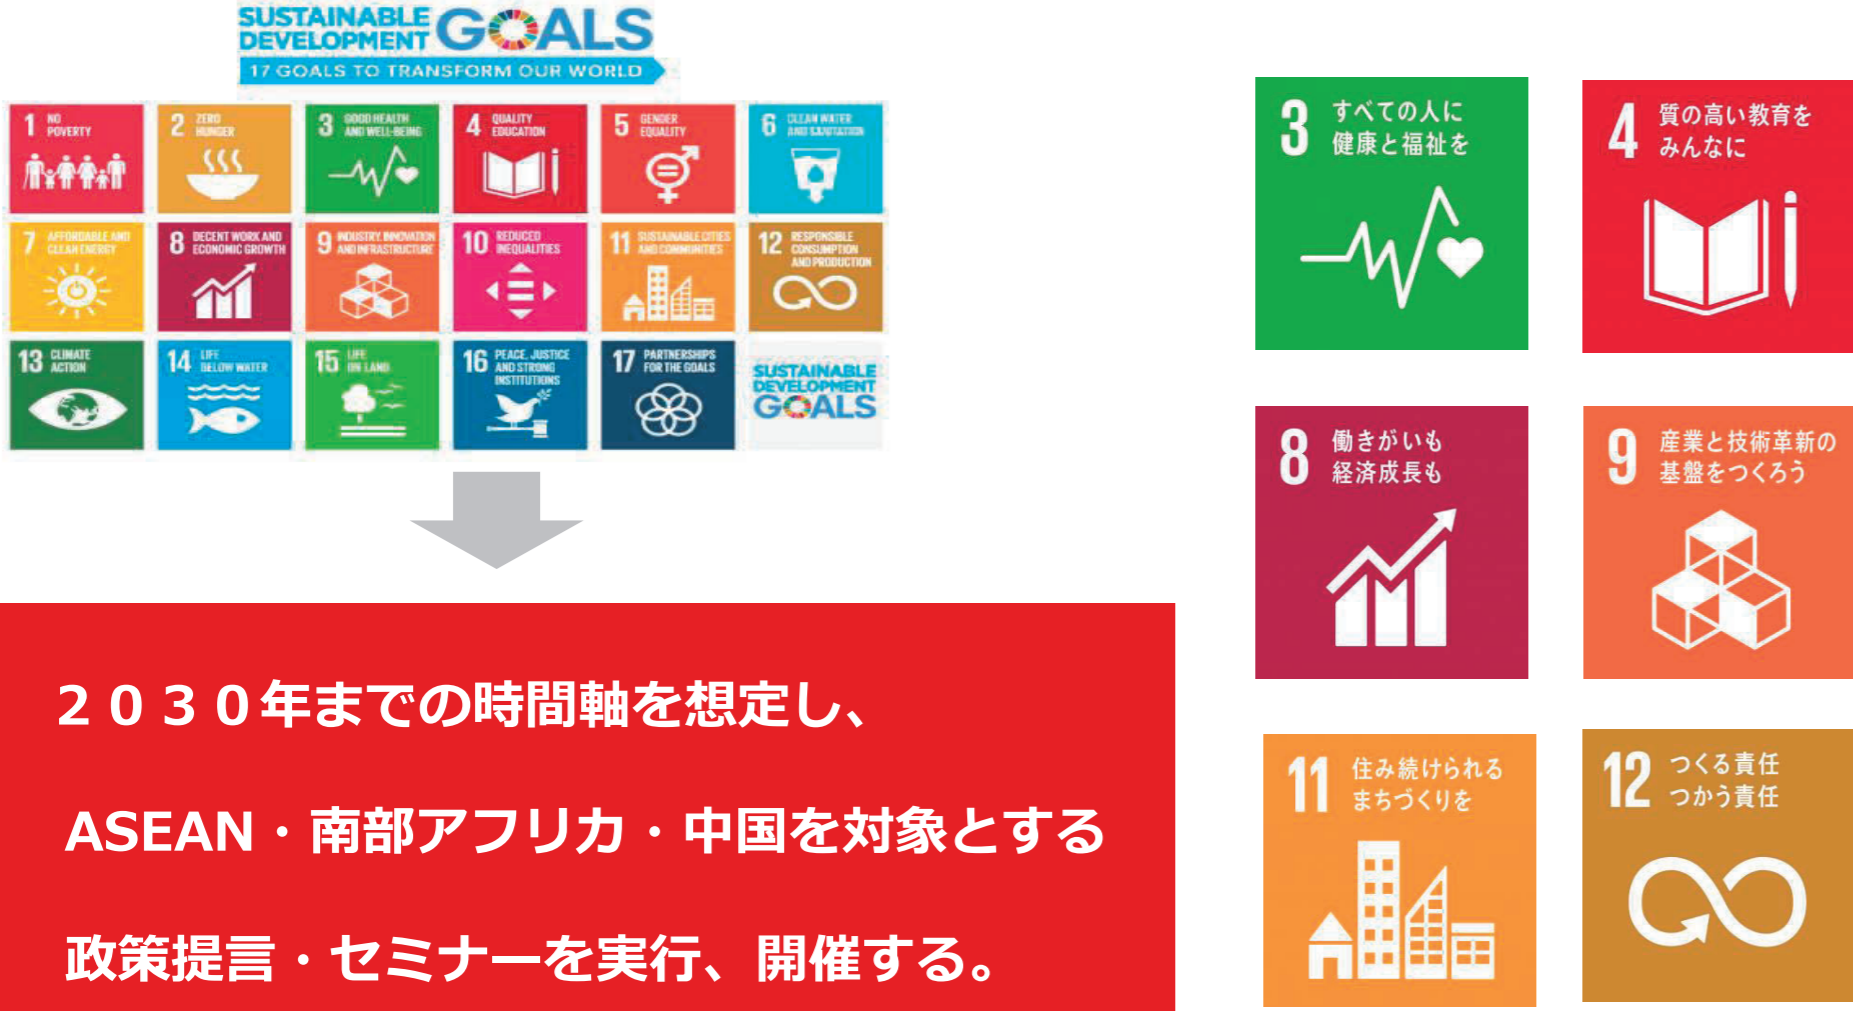 SUSTAINABLE
DEVELOPMENT
GOALS
17 GOALS TO TRANSFORM OUR WORLD
1 NO
POVERTY
2 ZERO
HUNGER
3 GOOD HEALTH
AND WELL-BEING
4 QUALITY
EDUCATION
5 GENDER
EQUALITY
6 CLEAN WATER
AND SANITATION
7 AFFORDABLE AND
CLEAN ENERGY
8 DECENT WORK AND
ECONOMIC GROWTH
9 INDUSTRY, INNOVATION
AND INFRASTRUCTURE
10 REDUCED
INEQUALITIES
11 SUSTAINABLE CITIES
AND COMMUNITIES
12 RESPONSIBLE
CONSUMPTION
AND PRODUCTION
13 CLIMATE
ACTION
14 LIFE
BELOW WATER
15 LIFE
ON LAND
16 PEACE, JUSTICE
AND STRONG
INSTITUTIONS
17 PARTNERSHIPS
FOR THE GOALS
SUSTAINABLE
DEVELOPMENT
GOALS
２０３０年までの時間軸を想定し、
ASEAN・南部アフリカ・中国を対象とする
政策提言・セミナーを実行、開催する。
3 すべての人に
健康と福祉を
4 質の高い教育を
みんなに
8 働きがいも
経済成長も
9 産業と技術革新の
基盤をつくろう
11 住み続けられる
まちづくりを
12 つくる責任
つかう責任